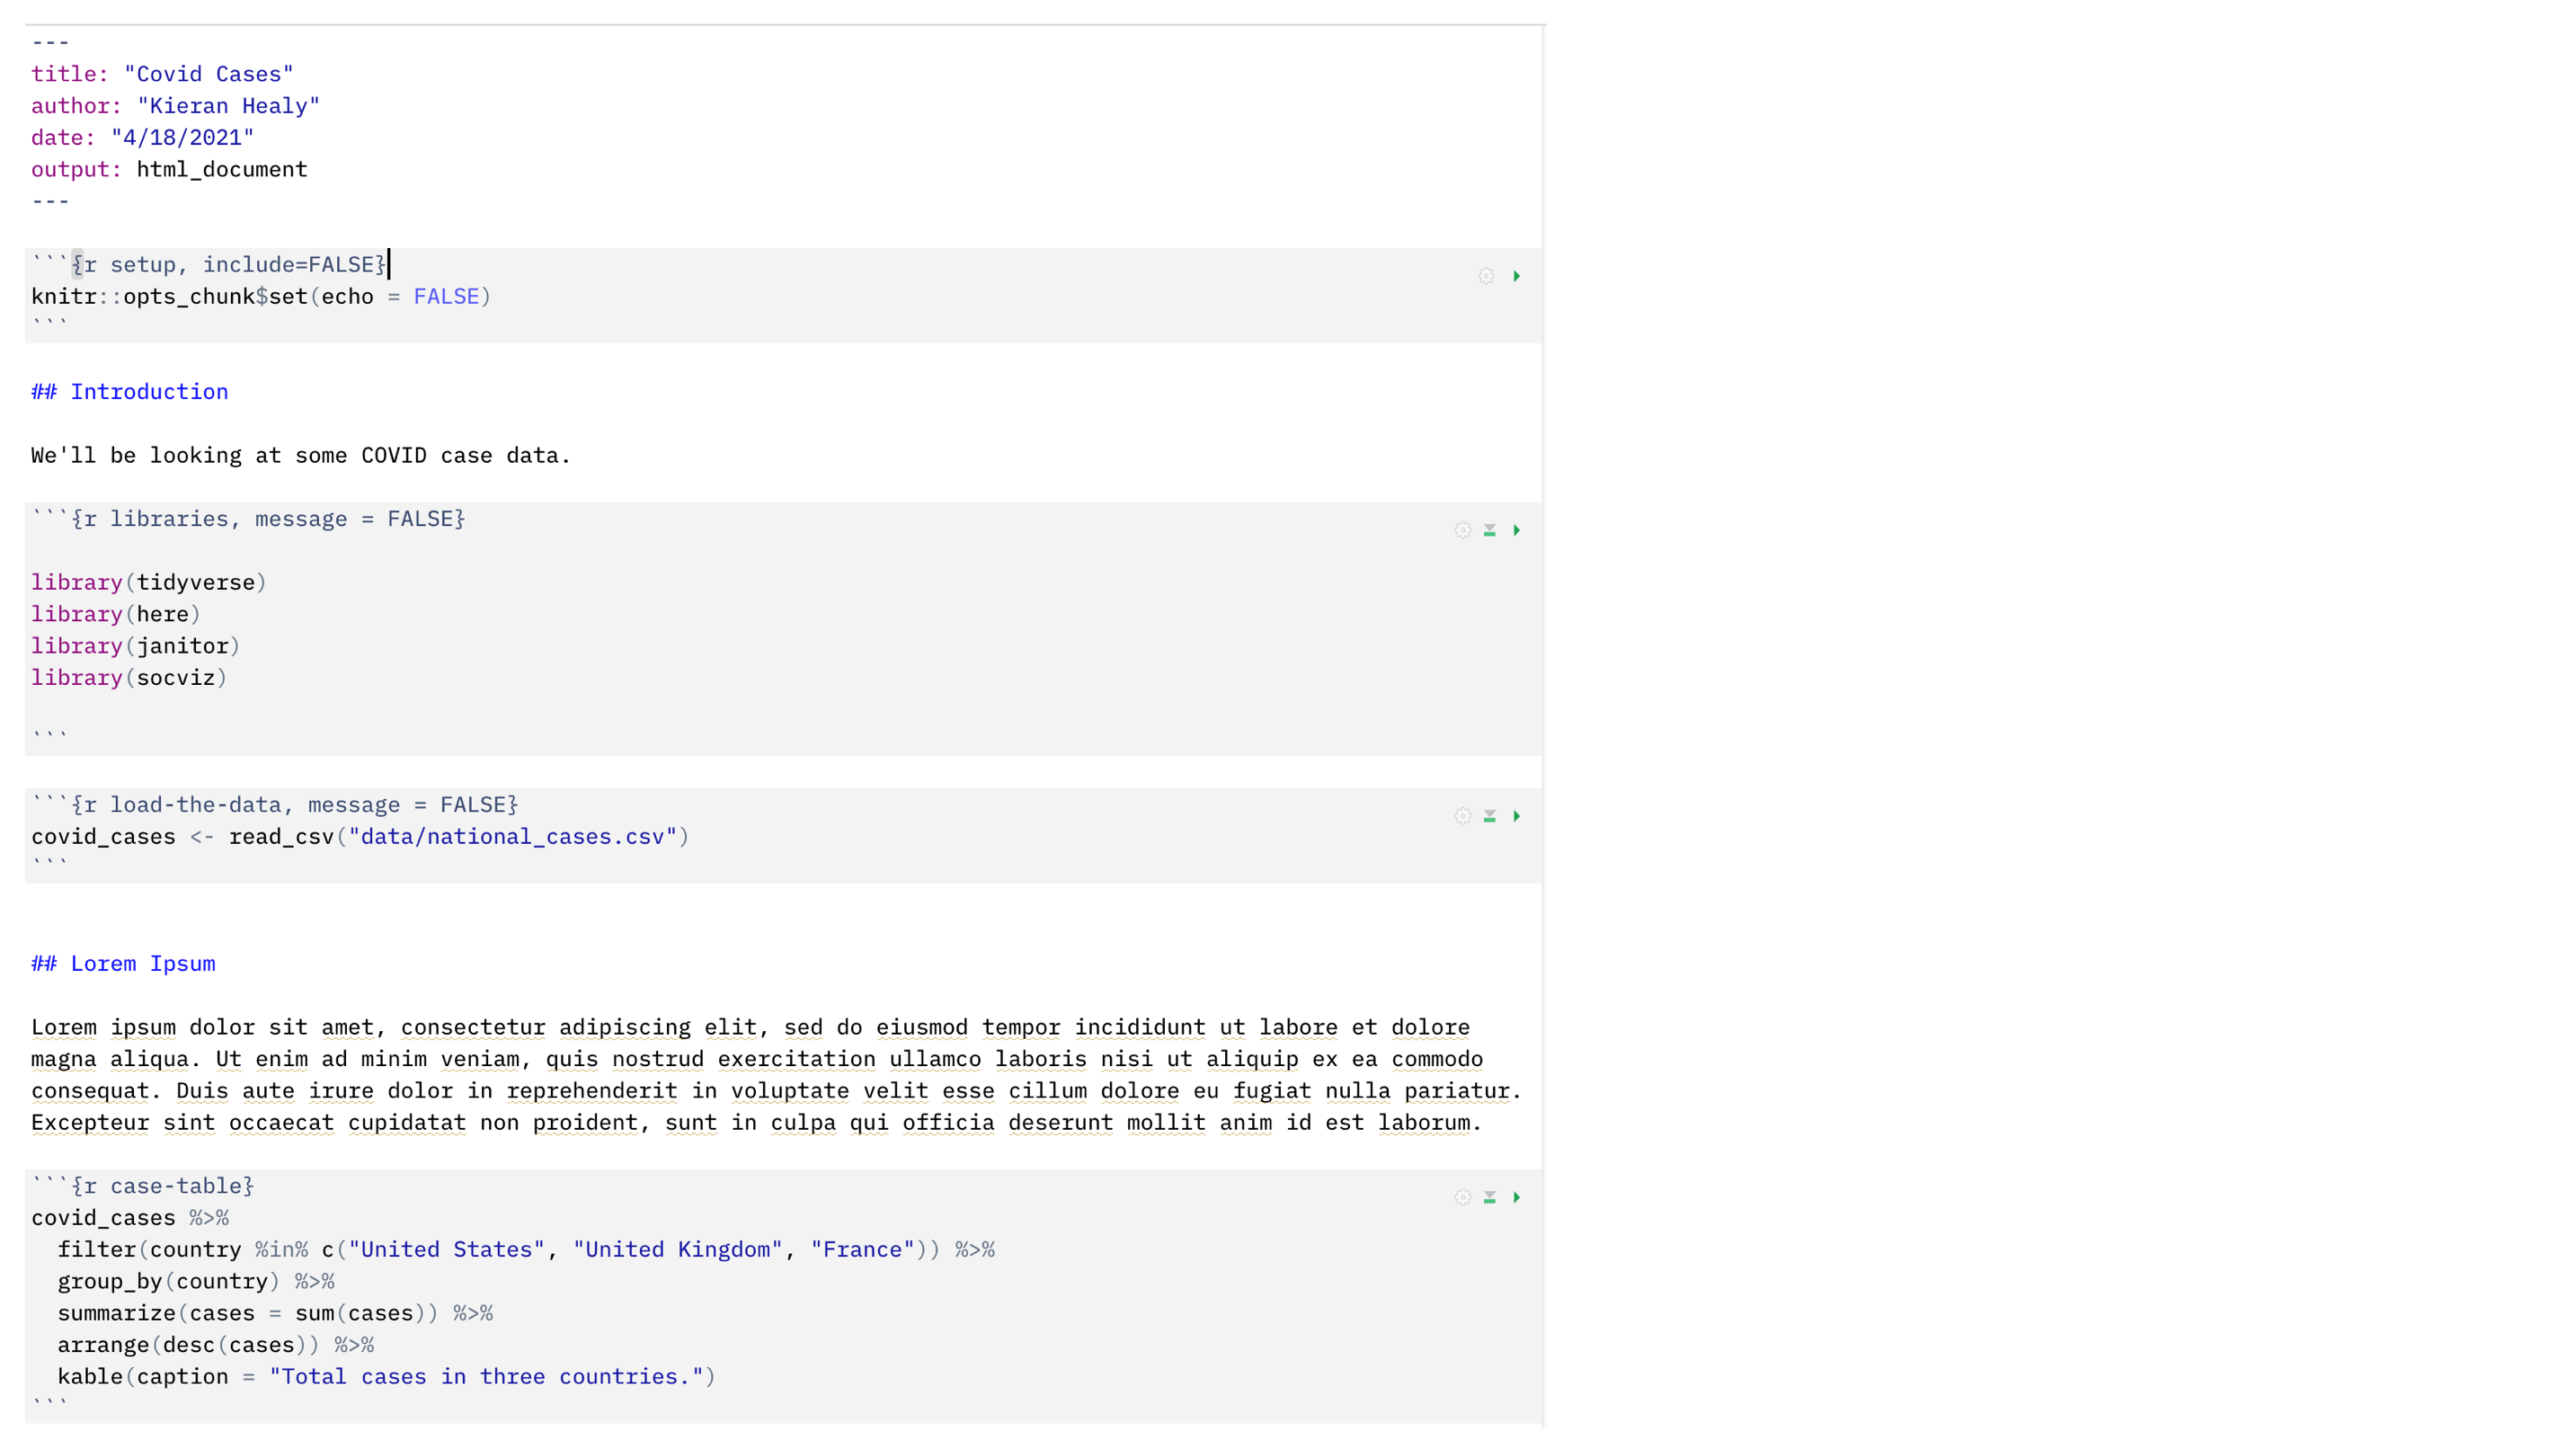 ---
title: "Covid Cases"
author: "Kieran Healy"
date: "4/18/2021"
output: html_document
---
```{r setup, include=FALSE}
knitr::opts_chunk$set(echo = FALSE)
```
## Introduction
We'll be looking at some COVID case data.
```{r libraries, message = FALSE}
library(tidyverse)
library(here)
library(janitor)
library(socviz)
```
```{r load-the-data, message = FALSE}
covid_cases <- read_csv("data/national_cases.csv")
```
## Lorem Ipsum
Lorem ipsum dolor sit amet, consectetur adipiscing elit, sed do eiusmod tempor incididunt ut labore et dolore
magna aliqua. Ut enim ad minim veniam, quis nostrud exercitation ullamco laboris nisi ut aliquip ex ea commodo
consequat. Duis aute irure dolor in reprehenderit in voluptate velit esse cillum dolore eu fugiat nulla pariatur.
Excepteur sint occaecat cupidatat non proident, sunt in culpa qui officia deserunt mollit anim id est laborum.
```{r case-table}
covid_cases %>%
  filter(country %in% c("United States", "United Kingdom", "France")) %>%
  group_by(country) %>%
  summarize(cases = sum(cases)) %>%
  arrange(desc(cases)) %>%
  kable(caption = "Total cases in three countries.")
```